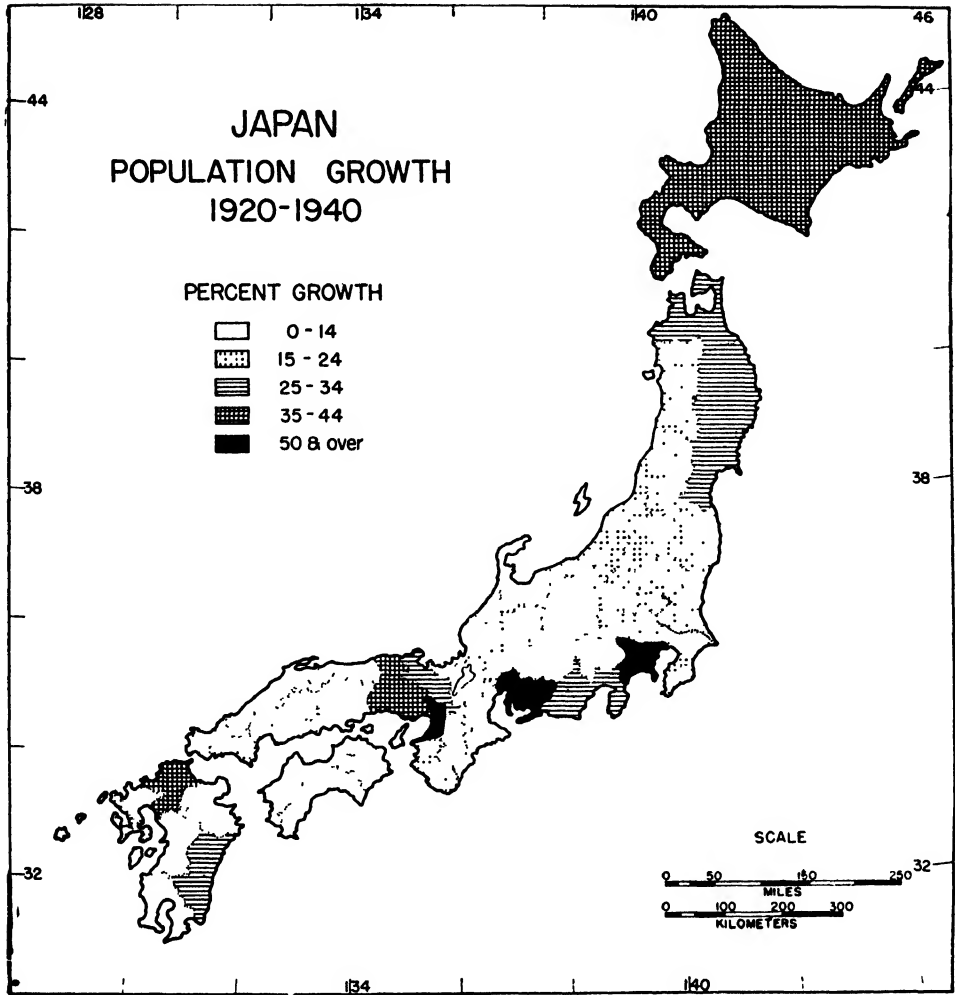 128 134 140 46
44 44
JAPAN
POPULATION GROWTH
1920-1940
PERCENT GROWTH
0-14
15-24
25-34
35-44
50 & over
38 38
SCALE
32 32
0 50 150 250
MILES
0 100 200 300
KILOMETERS
134 140